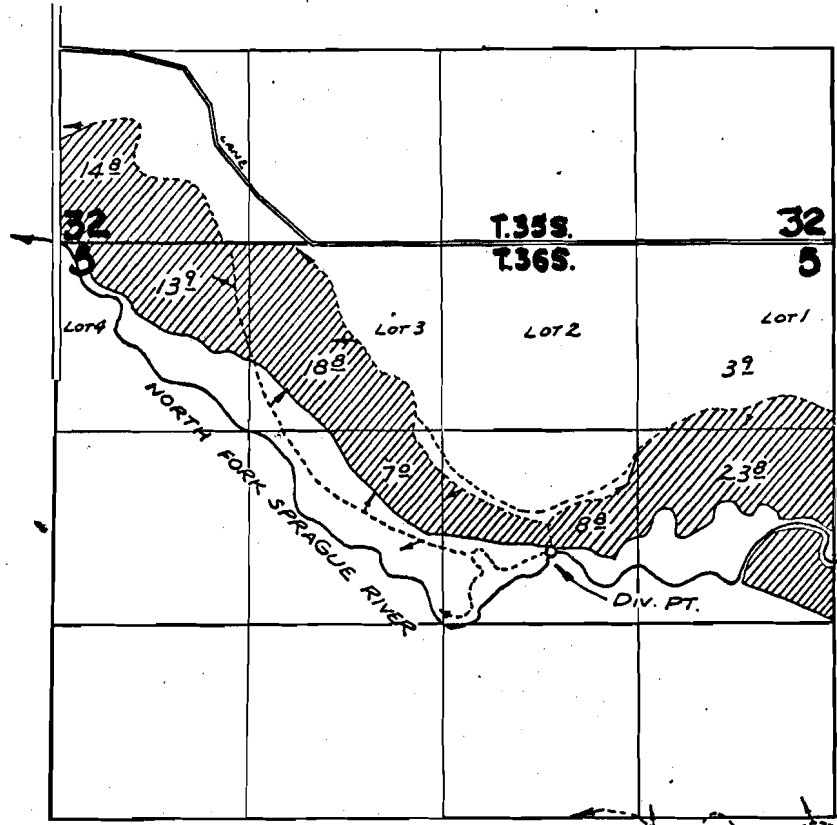 LANE
14 8
32
T.35S.
32
5
T.36S.
5
13 9
LOT 4
LOT 3
LOT 2
LOT 1
18 8
3 9
NORTH FORK SPRAGUE RIVER
7 0
23 8
8 8
DIV. PT.